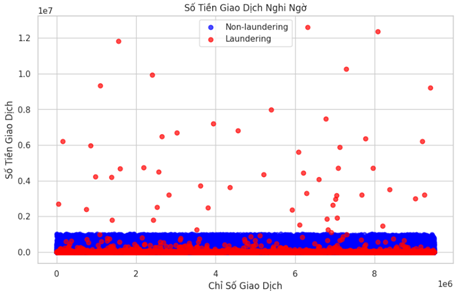 Số Tiền Giao Dịch Nghi Ngờ
1e7
Non-laundering
Laundering
Số Tiền Giao Dịch
1.2
1.0
0.8
0.6
0.4
0.2
0.0
0 2 4 6 8
1e6
Chỉ Số Giao Dịch